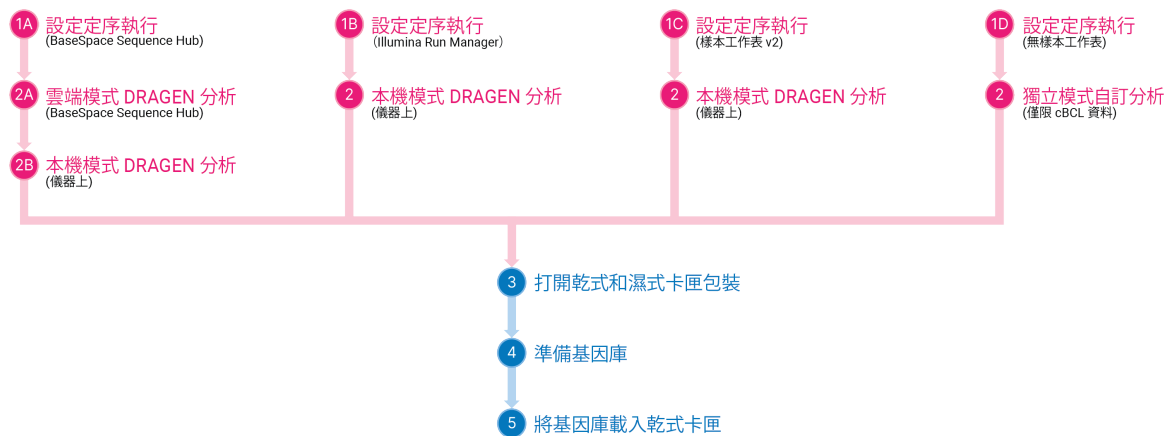 1A
設定定序執行
(BaseSpace Sequence Hub)
2A
雲端模式 DRAGEN 分析
(BaseSpace Sequence Hub)
2B
本機模式 DRAGEN 分析
(儀器上)
1B
設定定序執行
（Illumina Run Manager）
2
本機模式 DRAGEN 分析
(儀器上)
1C
設定定序執行
(樣本工作表 v2)
2
本機模式 DRAGEN 分析
(儀器上)
1D
設定定序執行
(無樣本工作表)
2
獨立模式自訂分析
(僅限 cBCL 資料)
3
打開乾式和濕式卡匣包裝
4
準備基因庫
5
將基因庫載入乾式卡匣